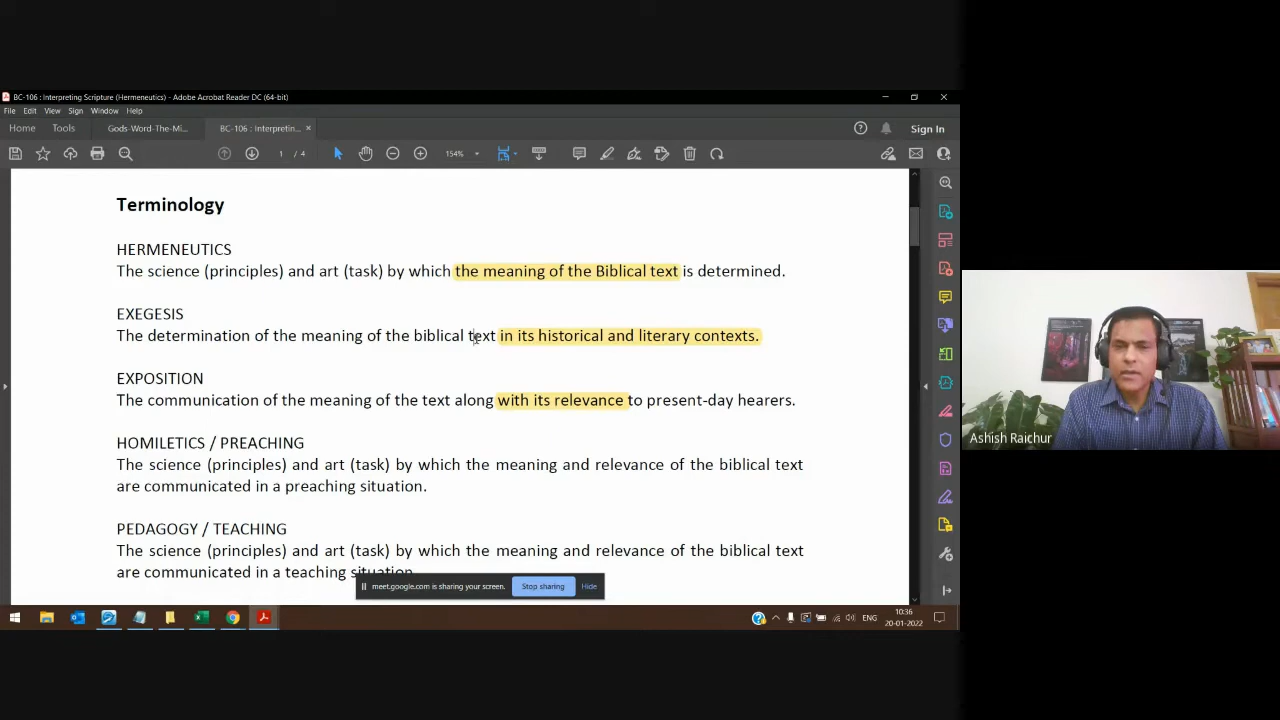 BC-106 : Interpreting Scripture (Hermeneutics) - Adobe Acrobat Reader DC (64-bit)
File Edit View Sign Window Help
Home Tools Gods-Word-The-Mi... BC-106 : Interpretin... Sign In
1 / 4 154%
Terminology
HERMENEUTICS
The science (principles) and art (task) by which the meaning of the Biblical text is determined.
EXEGESIS
The determination of the meaning of the biblical text in its historical and literary contexts.
EXPOSITION
The communication of the meaning of the text along with its relevance to present-day hearers.
HOMILETICS / PREACHING
The science (principles) and art (task) by which the meaning and relevance of the biblical text
are communicated in a preaching situation.
PEDAGOGY / TEACHING
The science (principles) and art (task) by which the meaning and relevance of the biblical text
are communicated in a teaching situation.
meet.google.com is sharing your screen. Stop sharing Hide
ENG 10:36
20-01-2022
Ashish Raichur